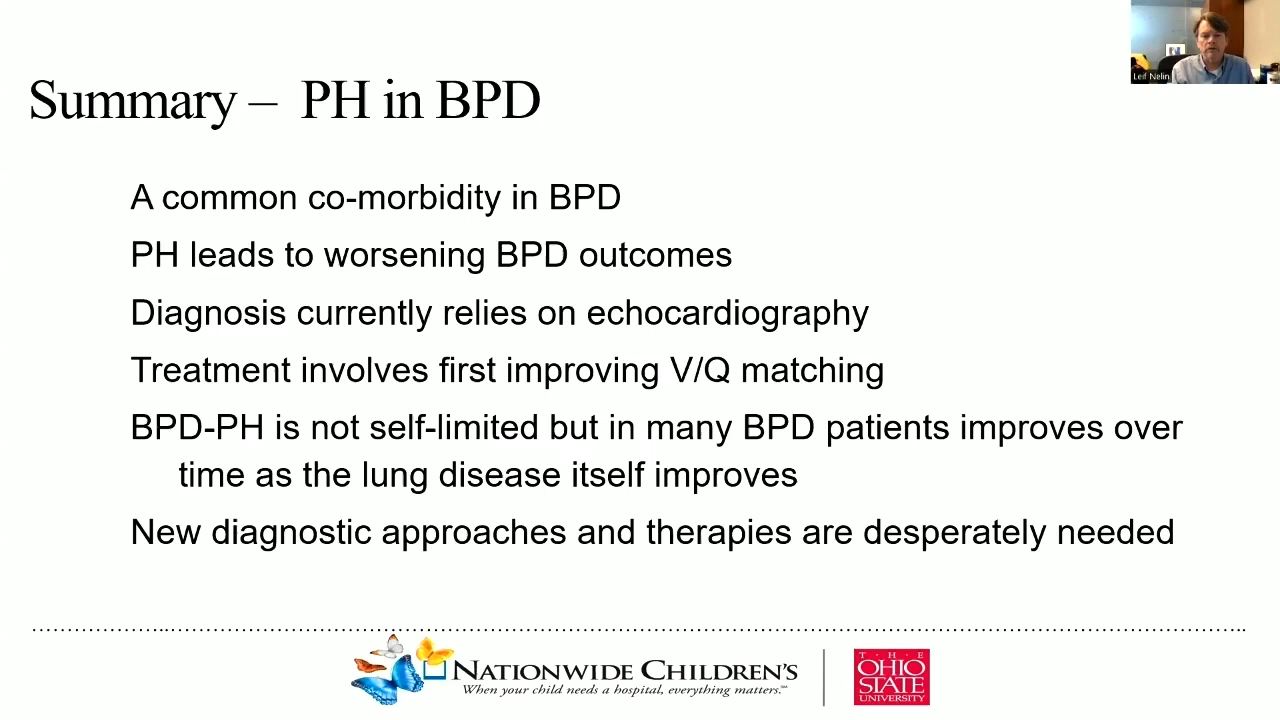 Leif Nelin
Summary – PH in BPD
A common co-morbidity in BPD
PH leads to worsening BPD outcomes
Diagnosis currently relies on echocardiography
Treatment involves first improving V/Q matching
BPD-PH is not self-limited but in many BPD patients improves over
time as the lung disease itself improves
New diagnostic approaches and therapies are desperately needed
NATIONWIDE CHILDREN'S
When your child needs a hospital, everything matters.℠
THE
OHIO
STATE
UNIVERSITY